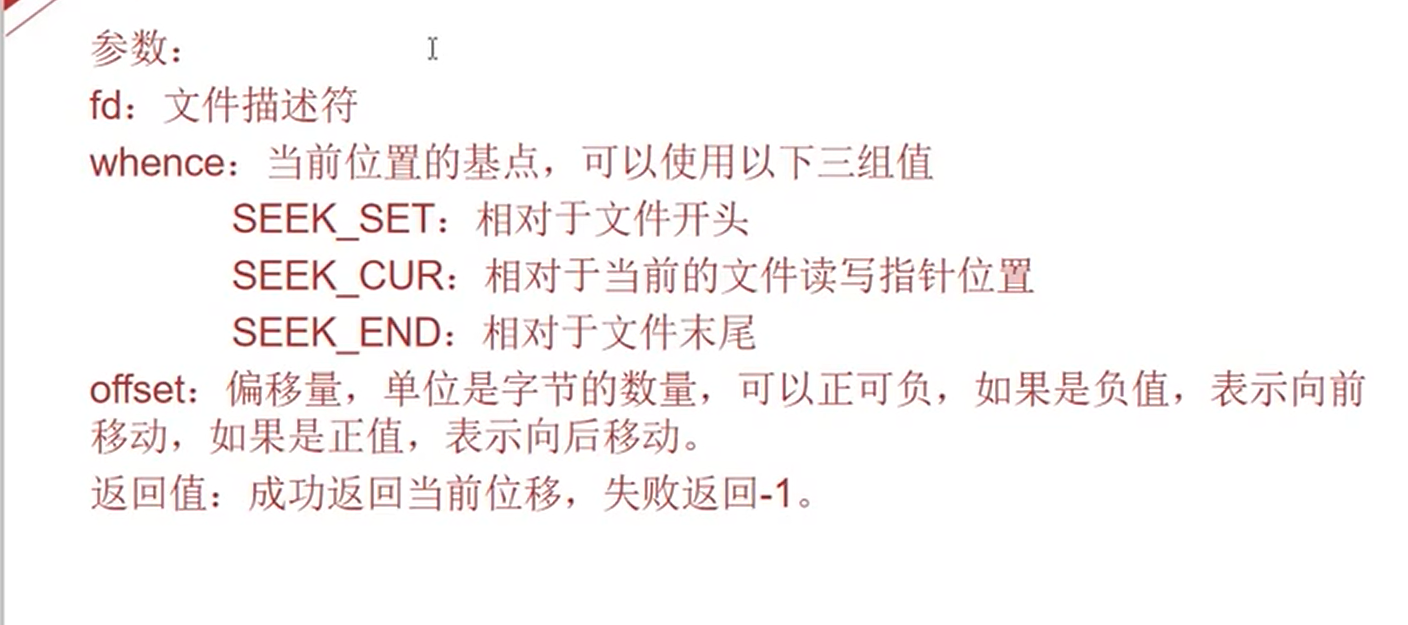 参数：
fd：文件描述符
whence：当前位置的基点，可以使用以下三组值
SEEK_SET：相对于文件开头
SEEK_CUR：相对于当前的文件读写指针位置
SEEK_END：相对于文件末尾
offset：偏移量，单位是字节的数量，可以正可负，如果是负值，表示向前
移动，如果是正值，表示向后移动。
返回值：成功返回当前位移，失败返回-1。